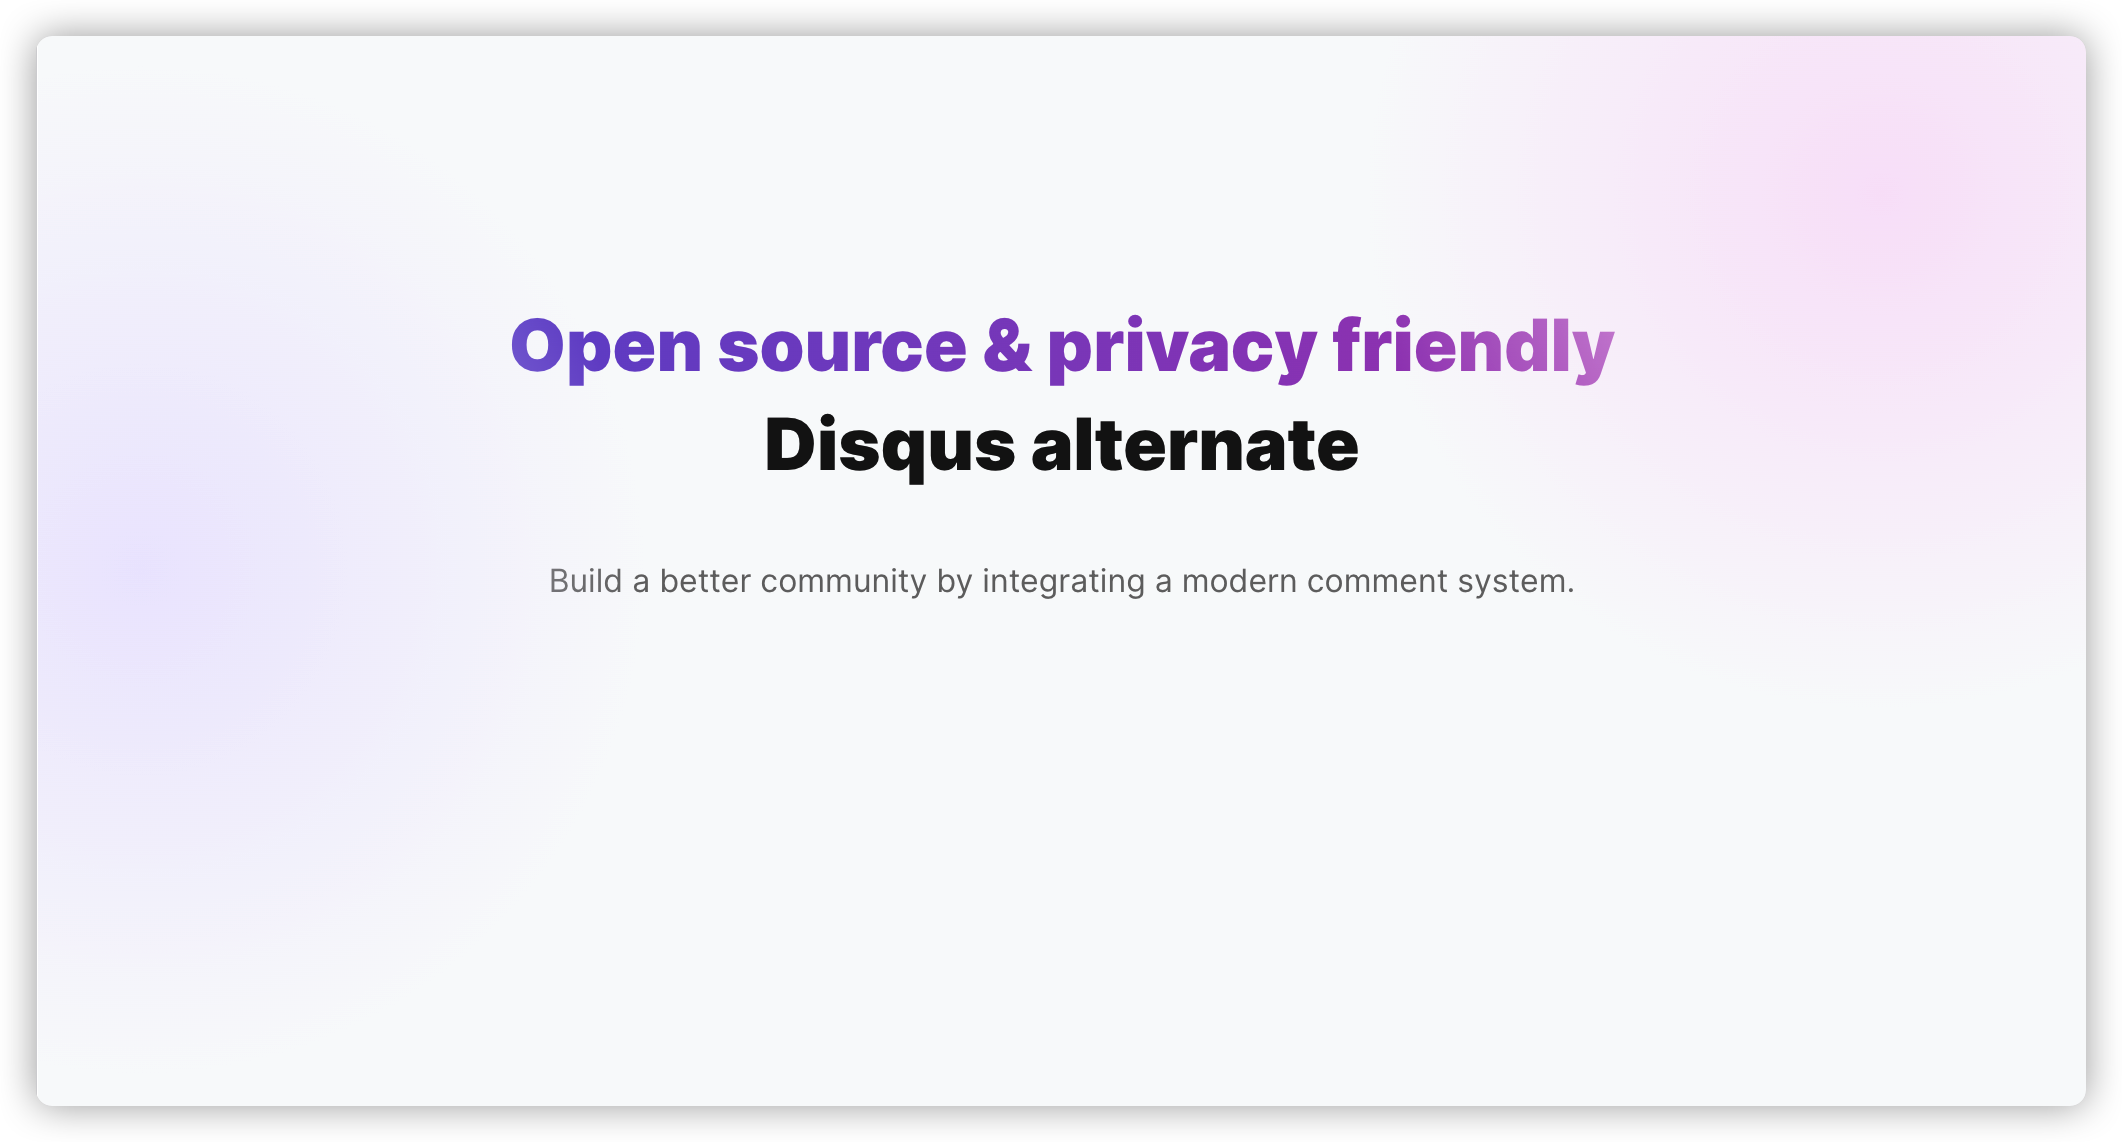 Open source & privacy friendly
Disqus alternate
Build a better community by integrating a modern comment system.